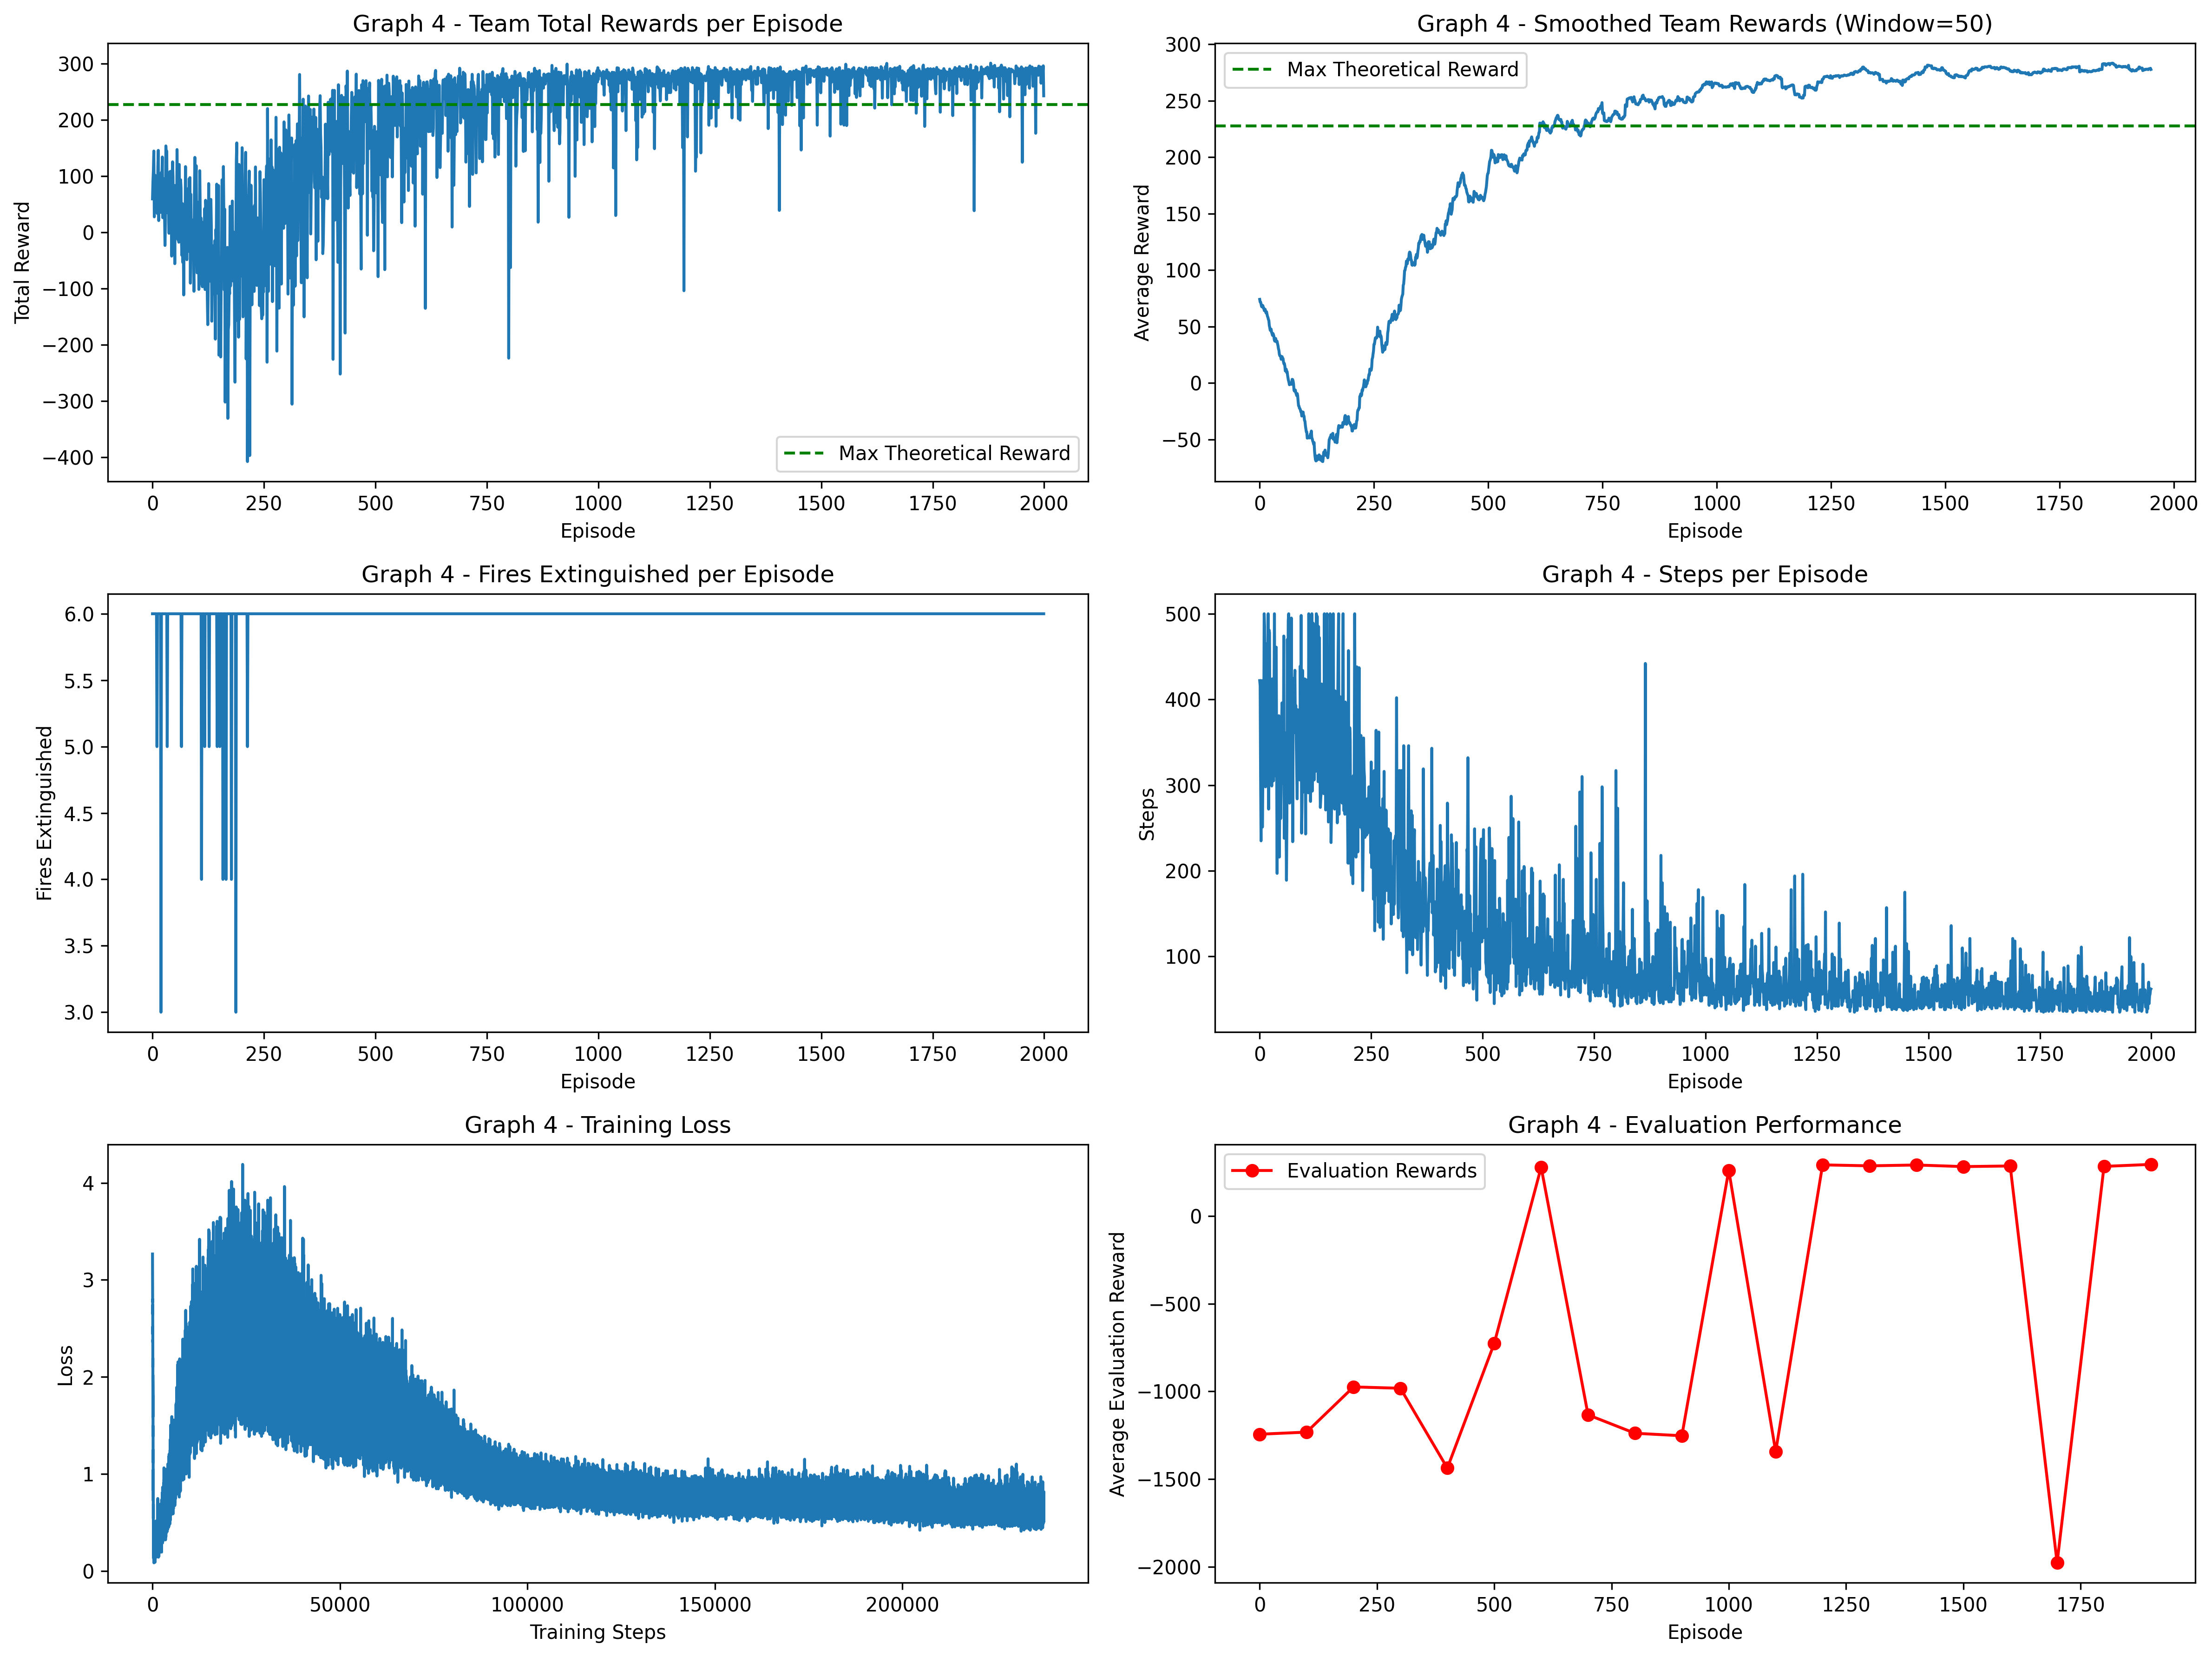 Graph 4 - Team Total Rewards per Episode
300
200
100
0
−100
−200
−300
−400
Total Reward
Max Theoretical Reward
0 250 500 750 1000 1250 1500 1750 2000
Episode
Graph 4 - Smoothed Team Rewards (Window=50)
Max Theoretical Reward
300
250
200
150
100
50
0
−50
Average Reward
0 250 500 750 1000 1250 1500 1750 2000
Episode
Graph 4 - Fires Extinguished per Episode
6.0
5.5
5.0
4.5
4.0
3.5
3.0
Fires Extinguished
0 250 500 750 1000 1250 1500 1750 2000
Episode
Graph 4 - Steps per Episode
500
400
300
200
100
Steps
0 250 500 750 1000 1250 1500 1750 2000
Episode
Graph 4 - Training Loss
4
3
2
1
0
Loss
0 50000 100000 150000 200000
Training Steps
Graph 4 - Evaluation Performance
Evaluation Rewards
0
−500
−1000
−1500
−2000
Average Evaluation Reward
0 250 500 750 1000 1250 1500 1750
Episode